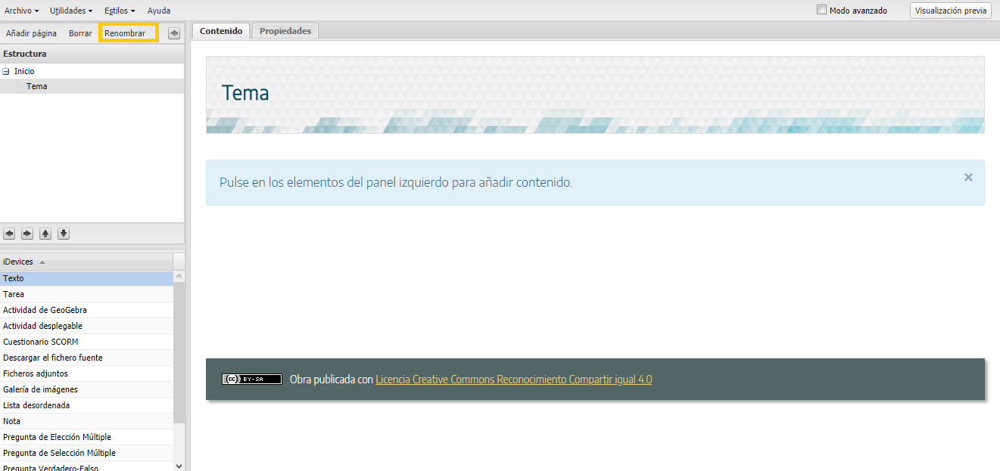 Archivo Utilidades Estilos Ayuda Modo avanzado Visualización previa
Añadir página Borrar Renombrar
Contenido Propiedades
Estructura
Inicio
Tema
Tema
Pulse en los elementos del panel izquierdo para añadir contenido.
iDevices
Texto
Tarea
Actividad de GeoGebra
Actividad desplegable
Cuestionario SCORM
Descargar el fichero fuente
Ficheros adjuntos
Galería de imágenes
Lista desordenada
Nota
Pregunta de Elección Múltiple
Pregunta de Selección Múltiple
Pregunta Verdadero-Falso
cc BY-SA Obra publicada con Licencia Creative Commons Reconocimiento Compartir igual 4.0